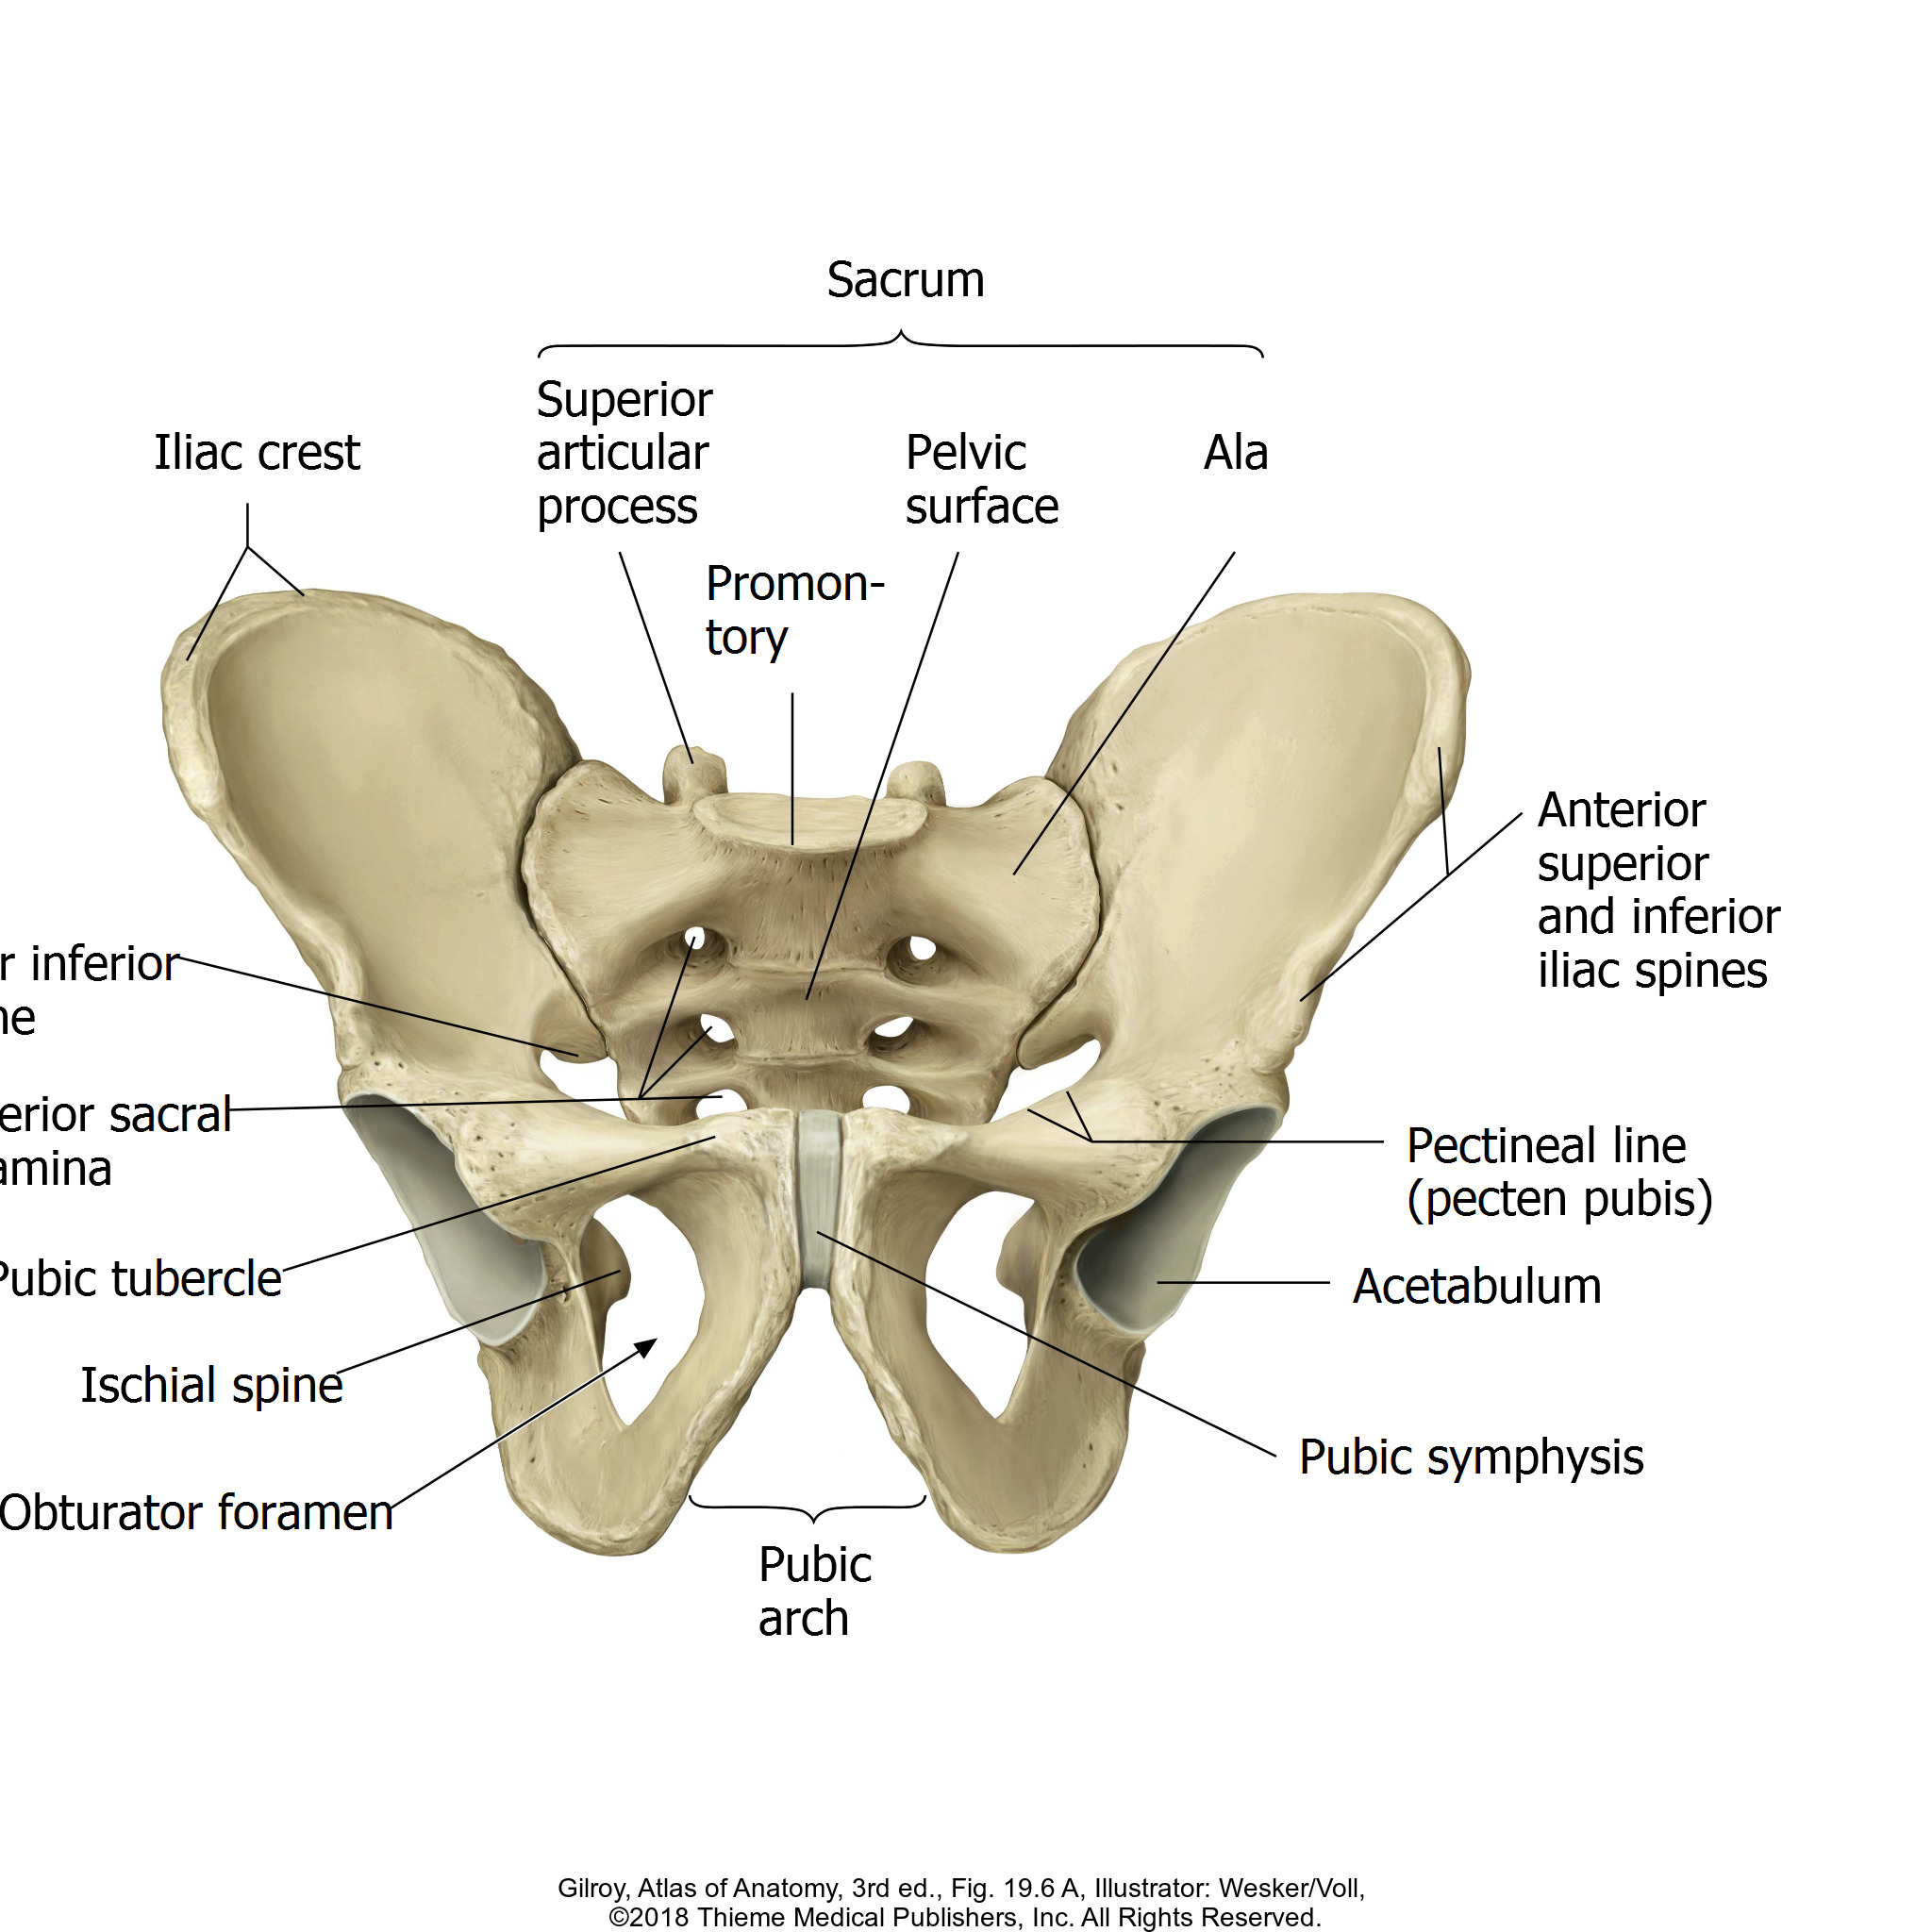 Sacrum
Superior
articular
process
Iliac crest
Pelvic
surface
Ala
Promon-
tory
Anterior
superior
and inferior
iliac spines
r inferior
ne
erior sacral
amina
Pectineal line
(pecten pubis)
Pubic tubercle
Acetabulum
Ischial spine
Pubic symphysis
Obturator foramen
Pubic
arch
Gilroy, Atlas of Anatomy, 3rd ed., Fig. 19.6 A, Illustrator: Wesker/Voll,
©2018 Thieme Medical Publishers, Inc. All Rights Reserved.